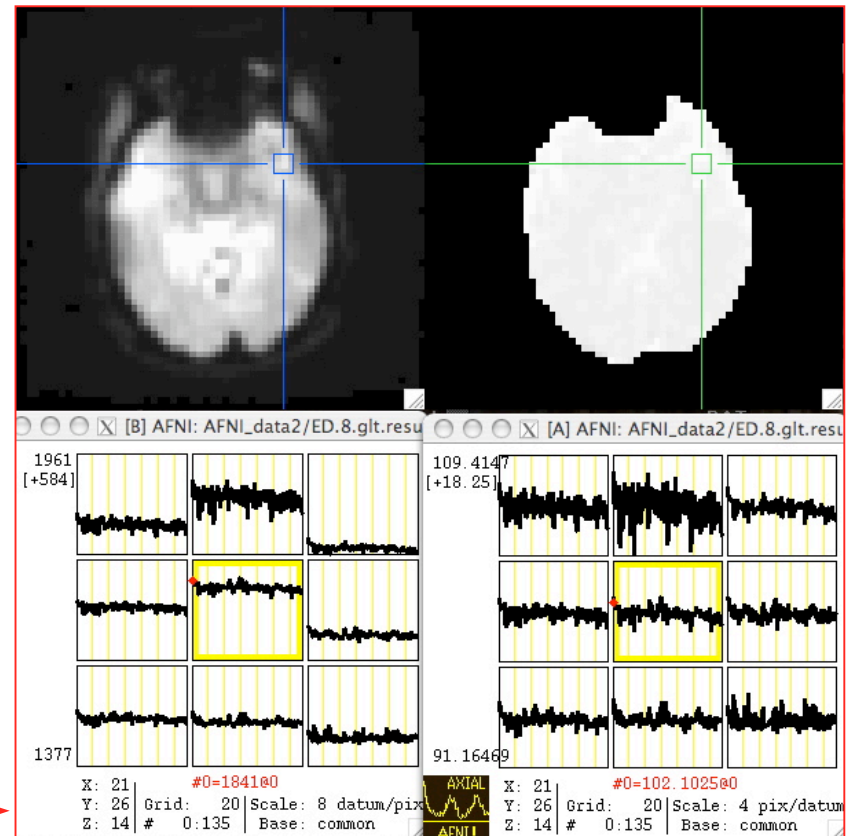 X [B] AFNI: AFNI_data2/ED.8.glt.resu
1961
[+584]
1377
X: 21
Y: 26
Z: 14
#0=1841@0
Grid: 20 Scale: 8 datum/pix
# 0:135 Base: common
X [A] AFNI: AFNI_data2/ED.8.glt.resu
109.4147
[+18.25]
91.16469
AXIAL
AFNI
X: 21
Y: 26
Z: 14
#0=102.1025@0
Grid: 20 Scale: 4 pix/datum
# 0:135 Base: common